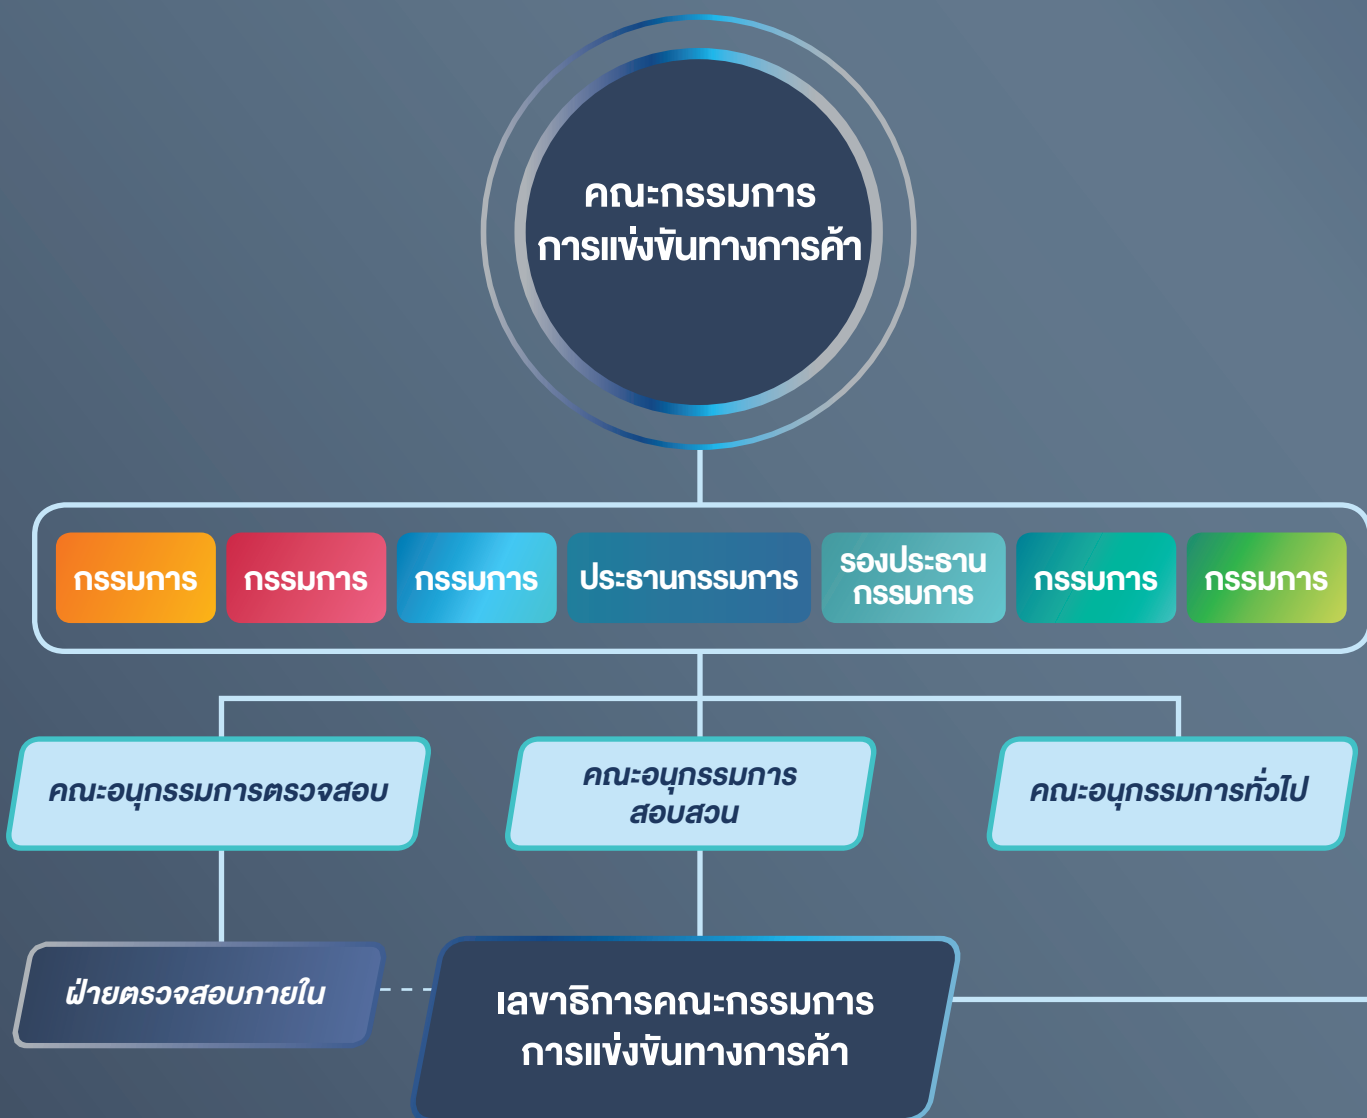 คณะกรรมการ
การแข่งขันทางการค้า
กรรมการ
กรรมการ
กรรมการ
ประธานกรรมการ
รองประธาน
กรรมการ
กรรมการ
กรรมการ
คณะอนุกรรมการตรวจสอบ
คณะอนุกรรมการ
สอบสวน
คณะอนุกรรมการทั่วไป
ฝ่ายตรวจสอบภายใน
เลขาธิการคณะกรรมการ
การแข่งขันทางการค้า